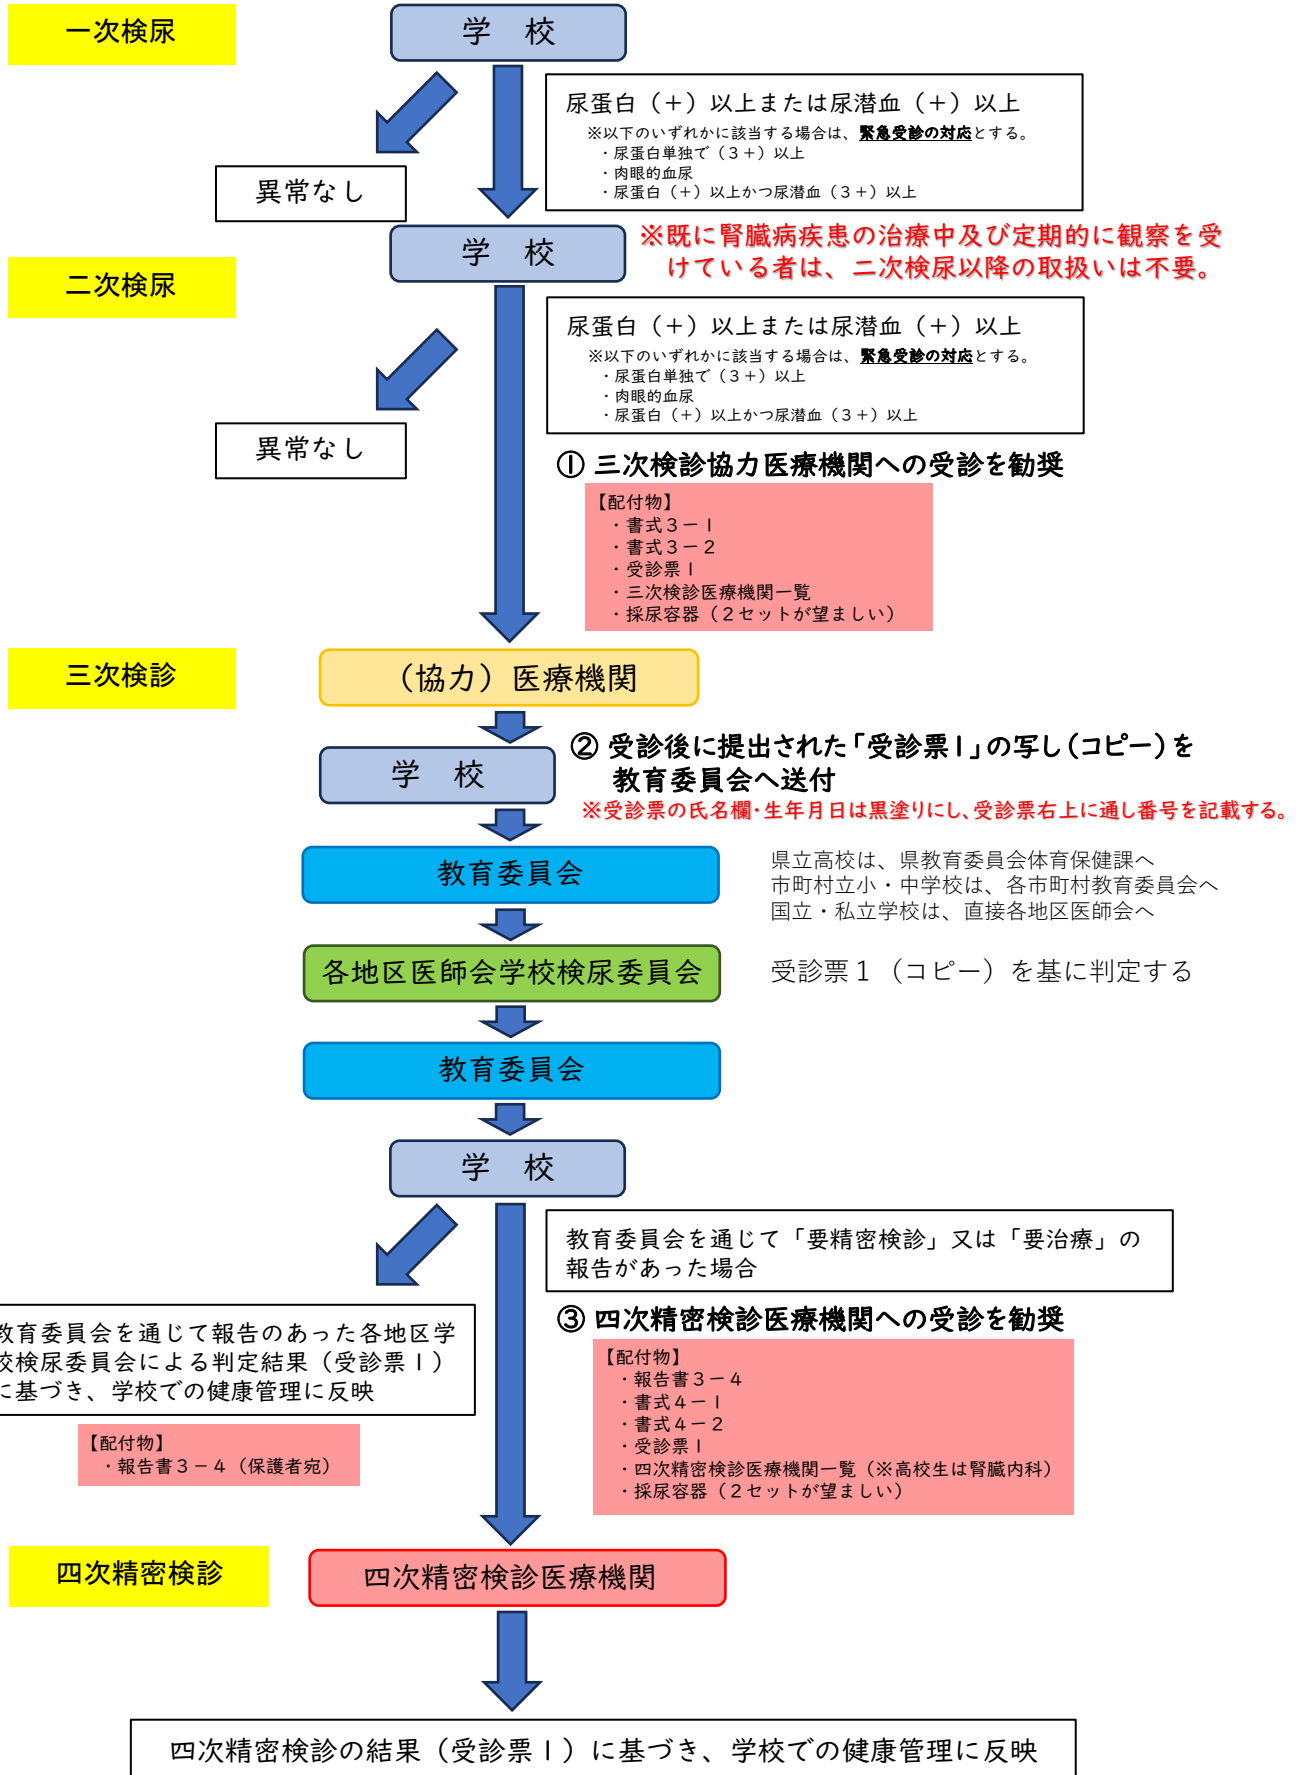 一次検尿
学　校
尿蛋白（＋）以上または尿潜血（＋）以上
※以下のいずれかに該当する場合は、緊急受診の対応とする。
・尿蛋白単独で（３＋）以上
・肉眼的血尿
・尿蛋白（＋）以上かつ尿潜血（３＋）以上
異常なし
学　校
※既に腎臓病疾患の治療中及び定期的に観察を受
けている者は、二次検尿以降の取扱いは不要。
二次検尿
尿蛋白（＋）以上または尿潜血（＋）以上
※以下のいずれかに該当する場合は、緊急受診の対応とする。
・尿蛋白単独で（３＋）以上
・肉眼的血尿
・尿蛋白（＋）以上かつ尿潜血（３＋）以上
異常なし
① 三次検診協力医療機関への受診を勧奨
【配付物】
・書式３－１
・書式３－２
・受診票１
・三次検診医療機関一覧
・採尿容器（２セットが望ましい）
三次検診
（協力）医療機関
② 受診後に提出された「受診票１」の写し（コピー）を
教育委員会へ送付
学　校
※受診票の氏名欄・生年月日は黒塗りにし、受診票右上に通し番号を記載する。
教育委員会
県立高校は、県教育委員会体育保健課へ
市町村立小・中学校は、各市町村教育委員会へ
国立・私立学校は、直接各地区医師会へ
各地区医師会学校検尿委員会
受診票１（コピー）を基に判定する
教育委員会
学　校
教育委員会を通じて「要精密検診」又は「要治療」の
報告があった場合
③ 四次精密検診医療機関への受診を勧奨
【配付物】
・報告書３－４
・書式４－１
・書式４－２
・受診票１
・四次精密検診医療機関一覧（※高校生は腎臓内科）
・採尿容器（２セットが望ましい）
教育委員会を通じて報告のあった各地区学
校検尿委員会による判定結果（受診票１）
に基づき、学校での健康管理に反映
【配付物】
・報告書３－４（保護者宛）
四次精密検診
四次精密検診医療機関
四次精密検診の結果（受診票１）に基づき、学校での健康管理に反映